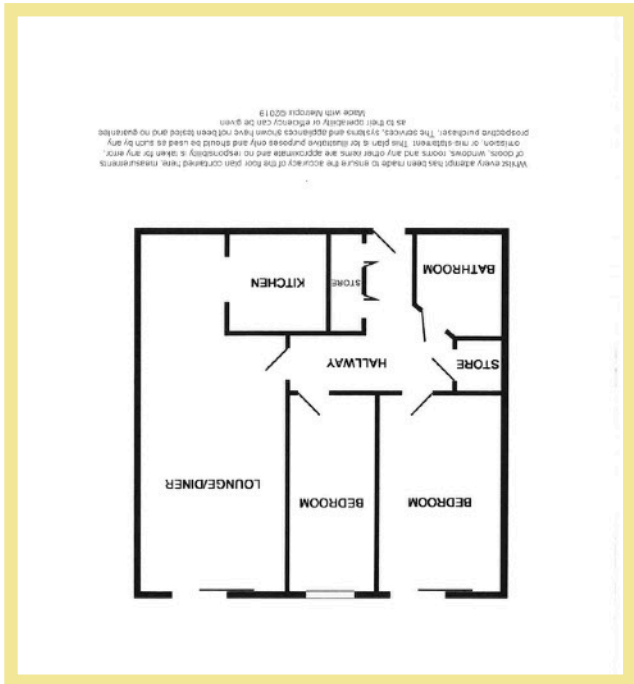 BEDROOM
BEDROOM
LOUNGE/DINER
STORE
HALLWAY
BATHROOM
STORE
KITCHEN
Whilst every attempt has been made to ensure the accuracy of the floor plan contained here, measurements
of doors, windows, rooms and any other items are approximate and no responsibility is taken for any error,
omission, or mis-statement. This plan is for illustrative purposes only and should be used as such by any
prospective purchaser. The services, systems and appliances shown have not been tested and no guarantee
as to their operability or efficiency can be given
Made with Metropix ©2019